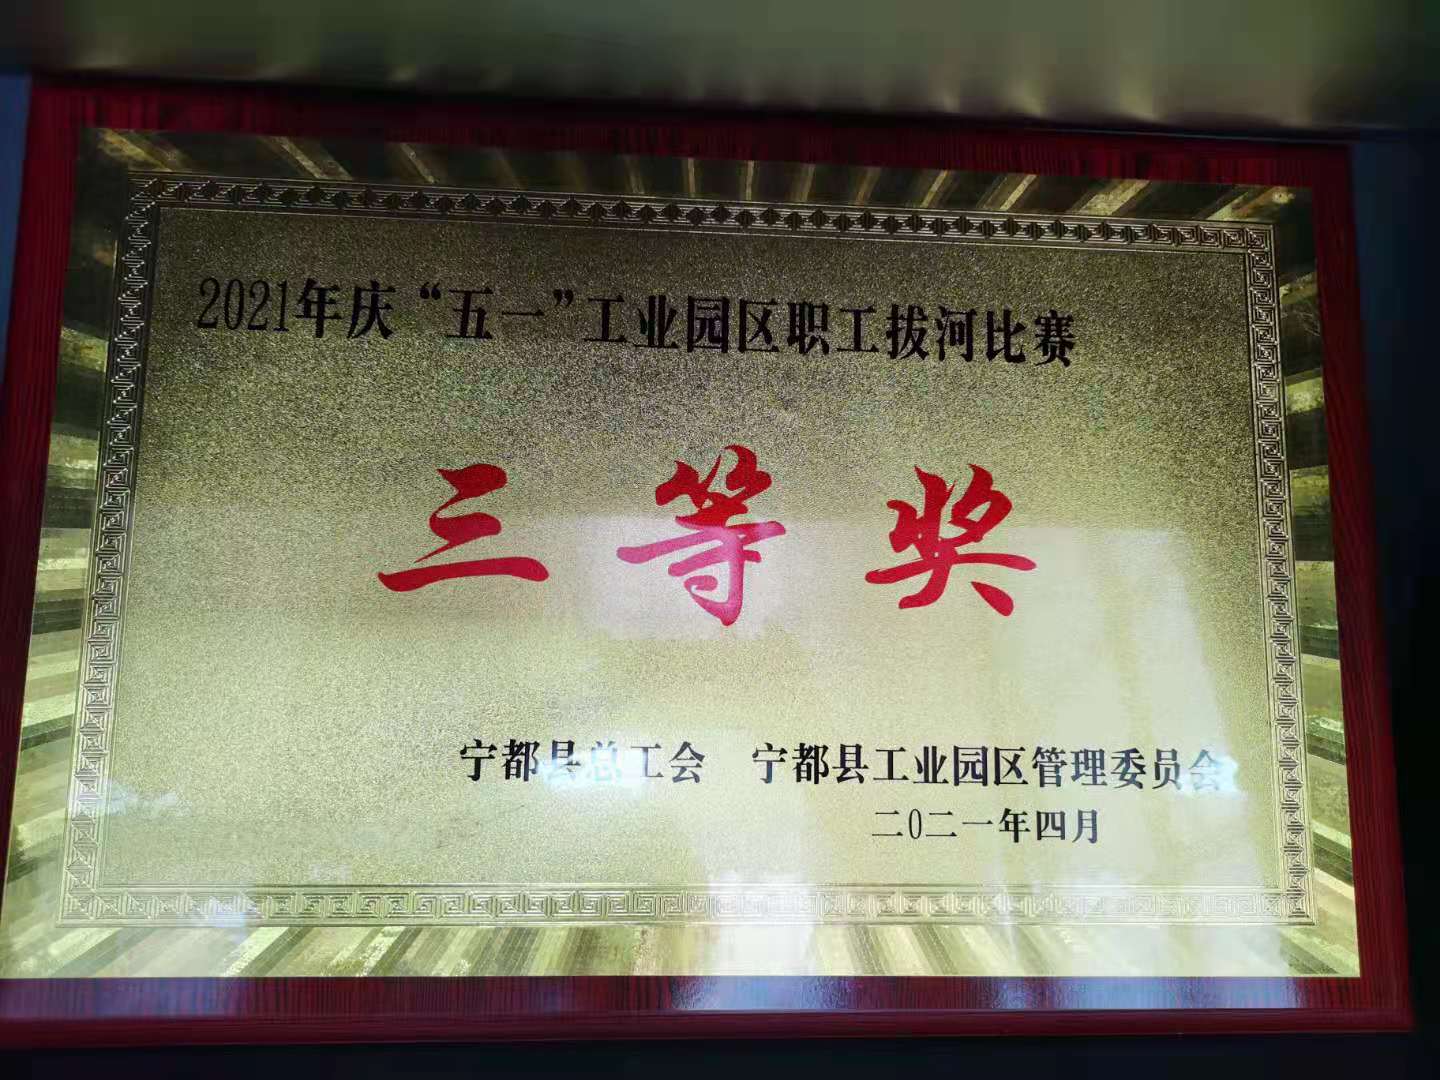 2021年庆“五一”工业园区职工拔河比赛
三等奖
宁都县总工会　宁都县工业园区管理委员会
二〇二一年四月